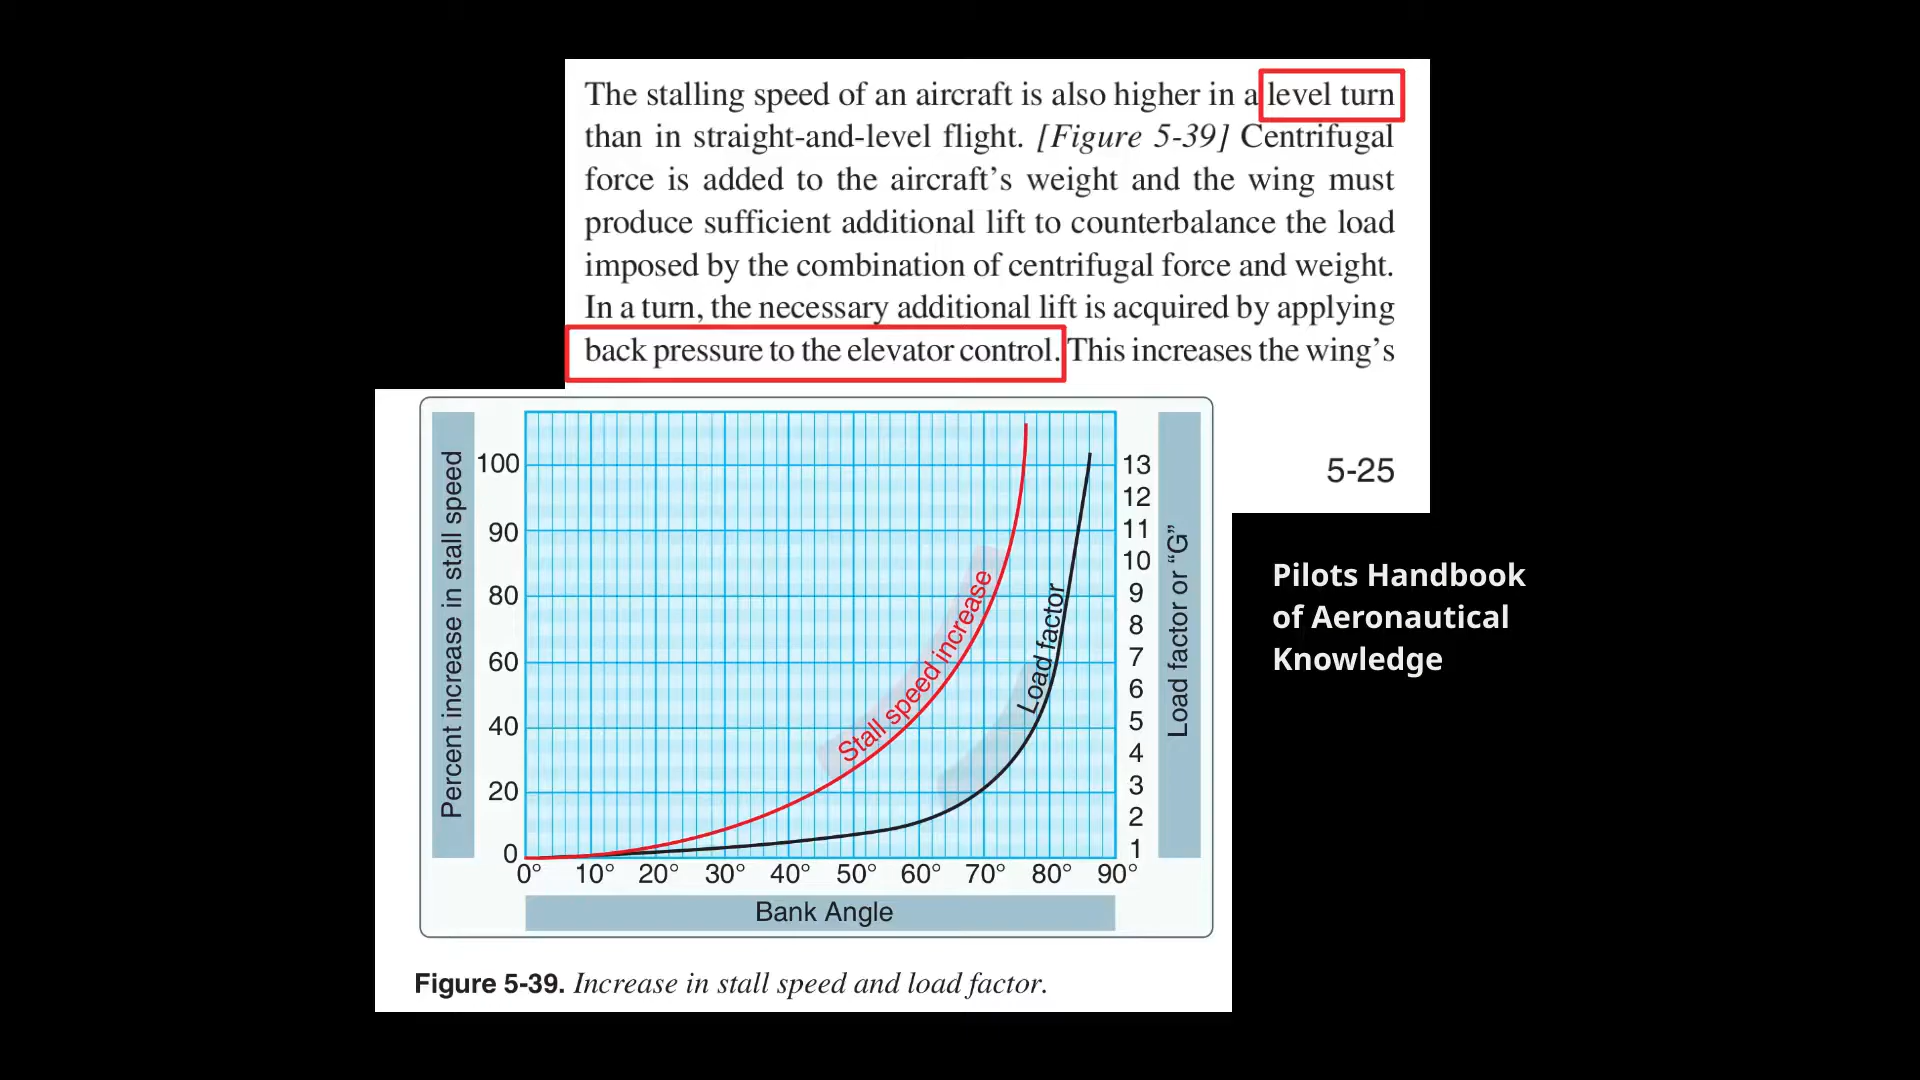 The stalling speed of an aircraft is also higher in a level turn
than in straight-and-level flight. [Figure 5-39] Centrifugal
force is added to the aircraft’s weight and the wing must
produce sufficient additional lift to counterbalance the load
imposed by the combination of centrifugal force and weight.
In a turn, the necessary additional lift is acquired by applying
back pressure to the elevator control. This increases the wing’s
5-25
Percent increase in stall speed
100
90
80
60
40
20
0
Stall speed increase
Load factor
13
12
11
10
9
8
7
6
5
4
3
2
1
Load factor or “G”
0° 10° 20° 30° 40° 50° 60° 70° 80° 90°
Bank Angle
Figure 5-39. Increase in stall speed and load factor.
Pilots Handbook
of Aeronautical
Knowledge